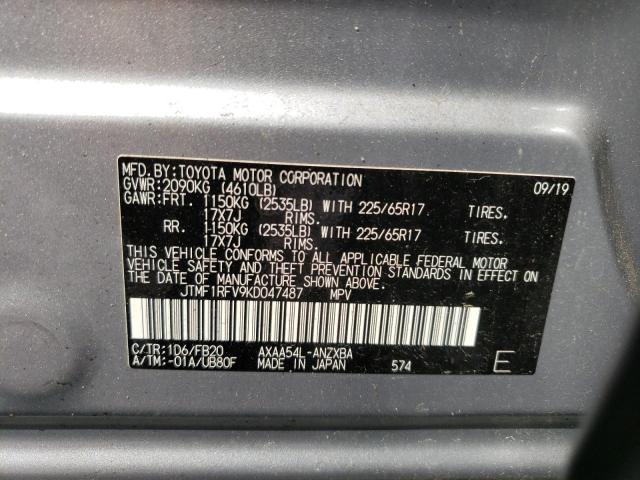 MFD.BY:TOYOTA MOTOR CORPORATION 09/19
GVWR:2090KG (4610LB)
GAWR:FRT. 1150KG (2535LB) WITH 225/65R17 TIRES.
17X7J RIMS.
RR. 1150KG (2535LB) WITH 225/65R17 TIRES.
17X7J RIMS.
THIS VEHICLE CONFORMS TO ALL APPLICABLE FEDERAL MOTOR
VEHICLE SAFETY AND THEFT PREVENTION STANDARDS IN EFFECT ON
THE DATE OF MANUFACTURE SHOWN ABOVE.
JTMF1RFV9KD047487 MPV
C/TR:1D6/FB20 AXAA54L-ANZXBA
A/TM:-01A/UB80F MADE IN JAPAN 574 E